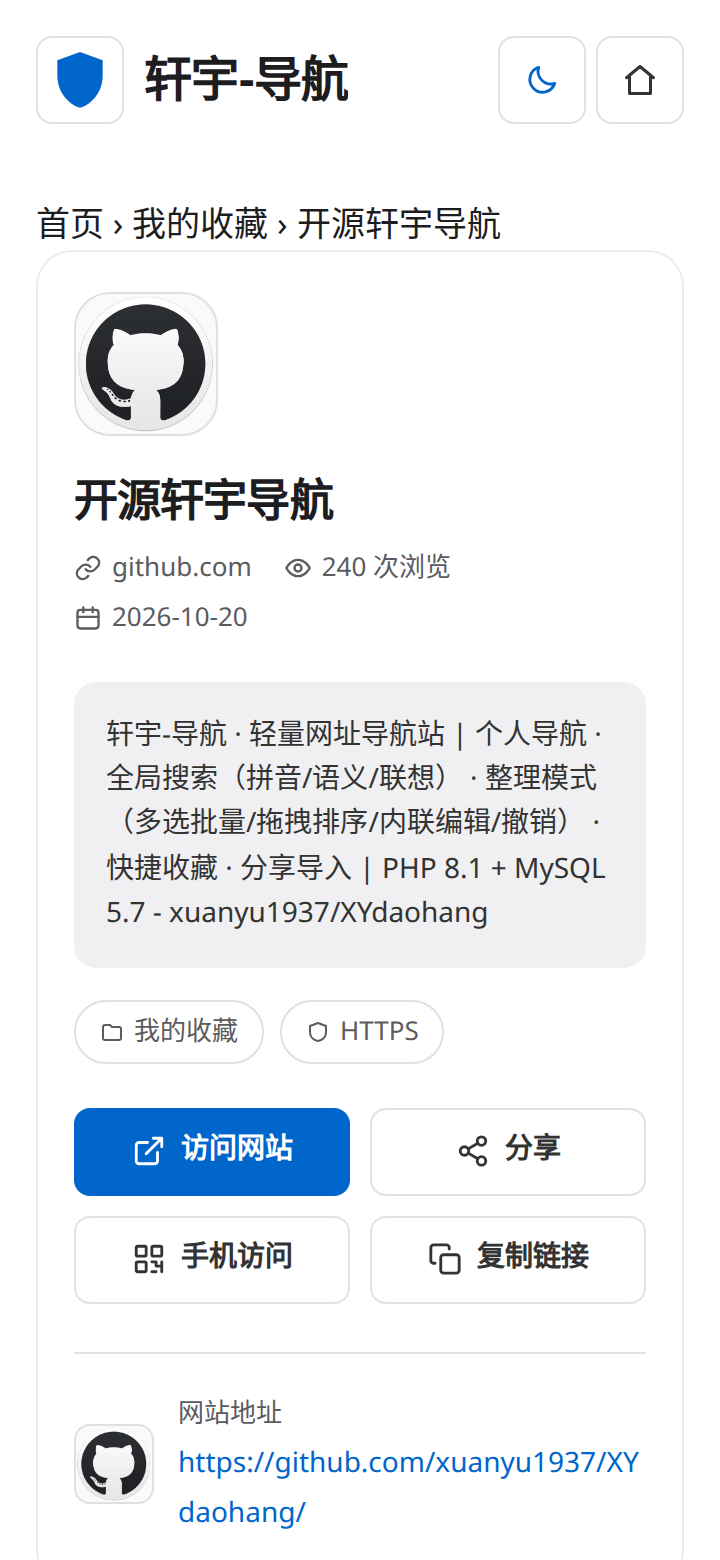 轩宇-导航
首页 › 我的收藏 › 开源轩宇导航
开源轩宇导航
github.com
240 次浏览
2026-10-20
轩宇-导航 · 轻量网址导航站 | 个人导航 ·
全局搜索（拼音/语义/联想） · 整理模式
（多选批量/拖拽排序/内联编辑/撤销） ·
快捷收藏 · 分享导入 | PHP 8.1 + MySQL
5.7 - xuanyu1937/XYdaohang
我的收藏
HTTPS
访问网站
分享
手机访问
复制链接
网站地址
https://github.com/xuanyu1937/XY
daohang/